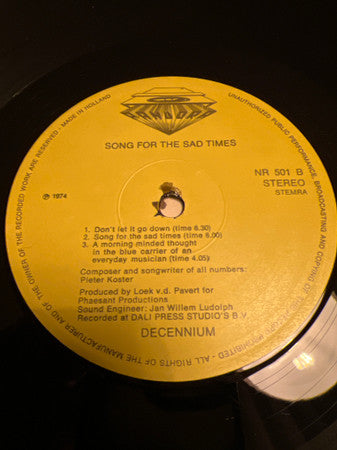 SONG FOR THE SAD TIMES
NR 501 B
STEREO
STEMRA
℗ 1974
1. Don't let it go down (time 6.30)
2. Song for the sad times (time 6.00)
3. A morning minded thought
in the blue carrier of an
everyday musician (time 4.05)
Composer and songwriter of all numbers:
Pieter Koster
Produced by Loek v.d. Pavert for
Phaesant Productions
Sound Engineer: Jan Willem Ludolph
Recorded at DALI PRESS STUDIO'S B.V.
DECENNIUM
ALL RIGHTS OF THE MANUFACTURER AND OF THE OWNER OF THE RECORDED WORK ARE RESERVED - MADE IN HOLLAND
UNAUTHORIZED PUBLIC PERFORMANCE, BROADCASTING AND COPYING OF
PROHIBITED -